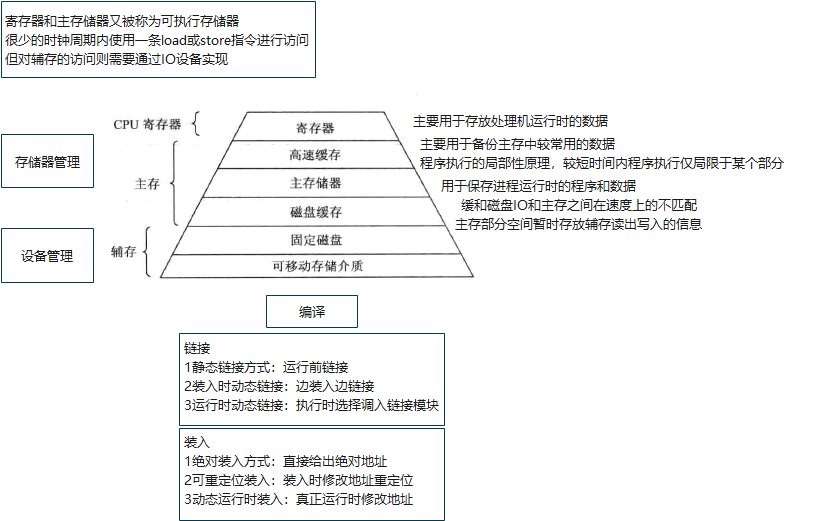 寄存器和主存储器又被称为可执行存储器
很少的时钟周期内使用一条load或store指令进行访问
但对辅存的访问则需要通过IO设备实现
CPU 寄存器
寄存器
主要用于存放处理机运行时的数据
存储器管理
主存
高速缓存
主要用于备份主存中较常用的数据
程序执行的局部性原理，较短时间内程序执行仅局限于某个部分
主存储器
用于保存进程运行时的程序和数据
磁盘缓存
缓和磁盘IO和主存之间在速度上的不匹配
主存部分空间暂时存放辅存读出写入的信息
设备管理
辅存
固定磁盘
可移动存储介质
编译
链接
1静态链接方式：运行前链接
2装入时动态链接：边装入边链接
3运行时动态链接：执行时选择调入链接模块
装入
1绝对装入方式：直接给出绝对地址
2可重定位装入：装入时修改地址重定位
3动态运行时装入：真正运行时修改地址